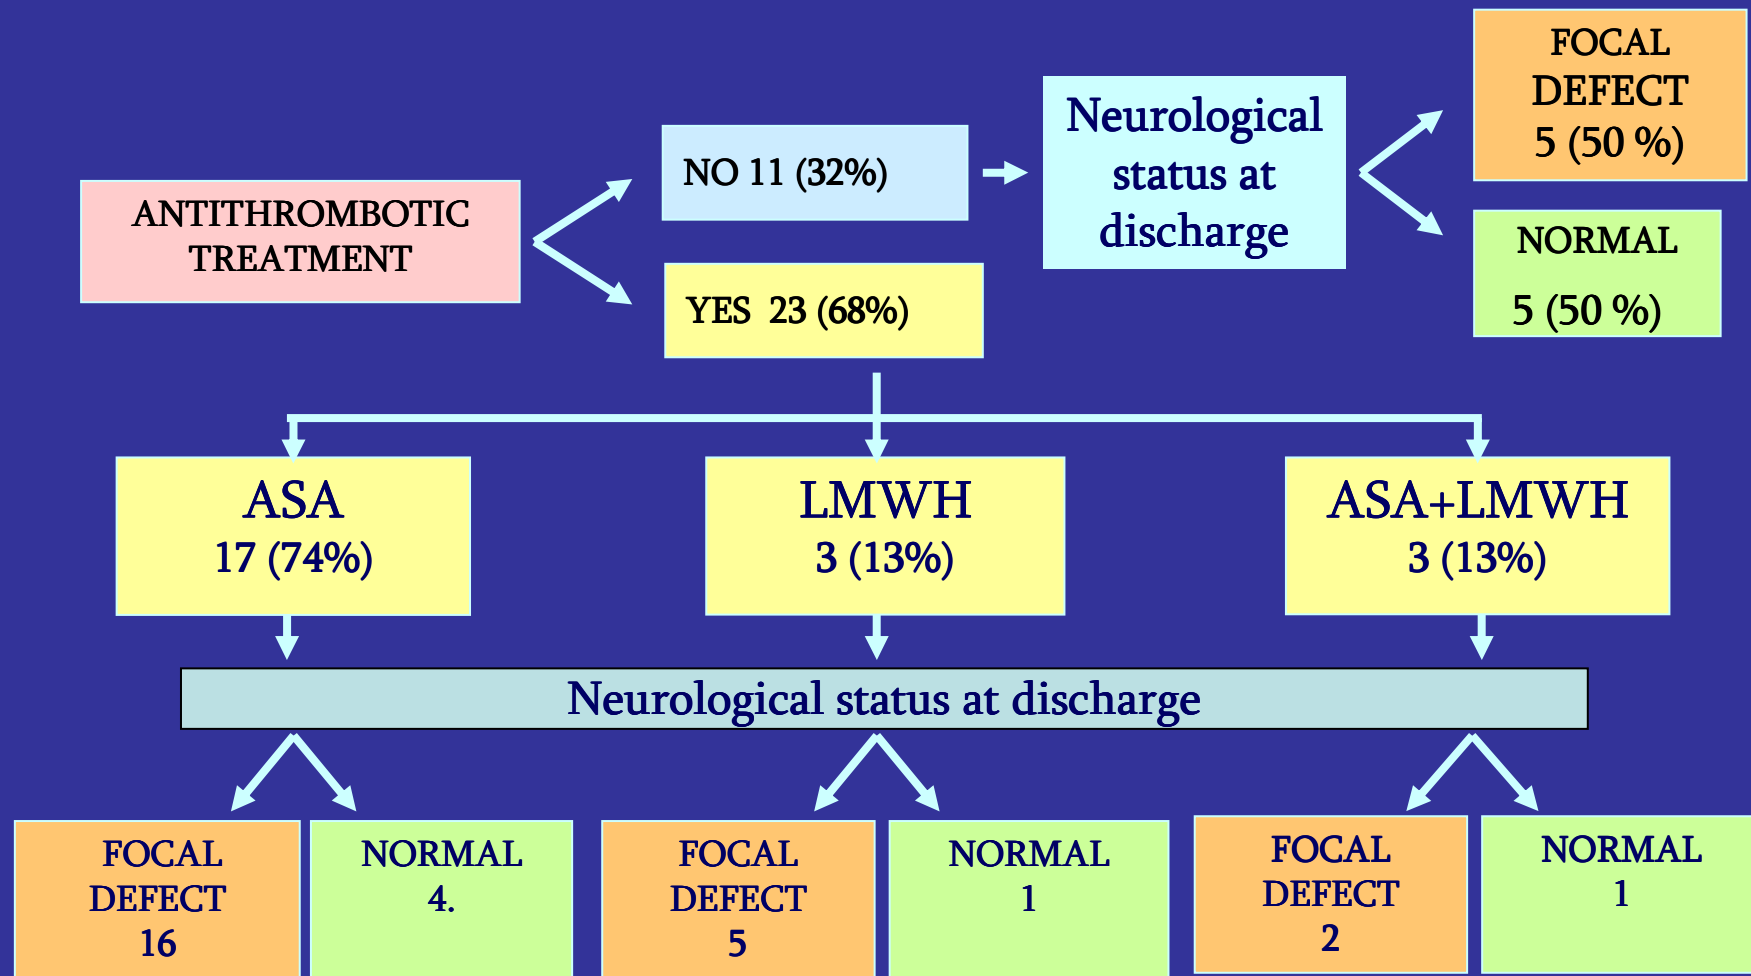 ANTITHROMBOTIC
TREATMENT
NO 11 (32%)
YES 23 (68%)
Neurological
status at
discharge
FOCAL
DEFECT
5 (50 %)
NORMAL
5 (50 %)
ASA
17 (74%)
LMWH
3 (13%)
ASA+LMWH
3 (13%)
Neurological status at discharge
FOCAL
DEFECT
16
NORMAL
4.
FOCAL
DEFECT
5
NORMAL
1
FOCAL
DEFECT
2
NORMAL
1